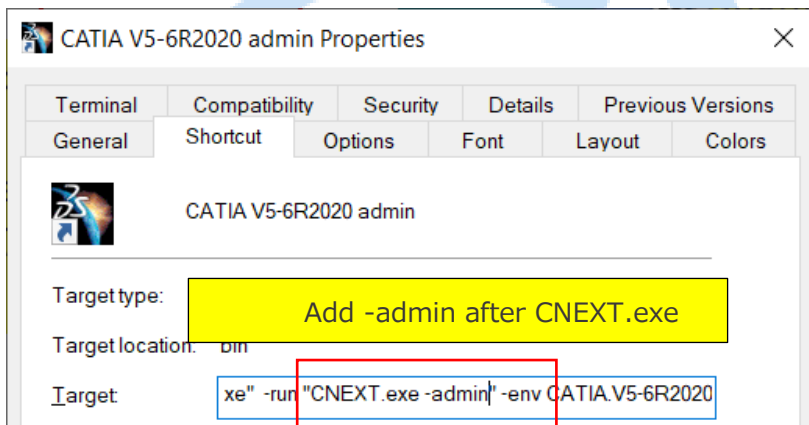 CATIA V5-6R2020 admin Properties
Terminal Compatibility Security Details Previous Versions
General Shortcut Options Font Layout Colors
CATIA V5-6R2020 admin
Target type:
Add -admin after CNEXT.exe
Target location: bin
Target: xe" -run "CNEXT.exe -admin" -env CATIA.V5-6R2020